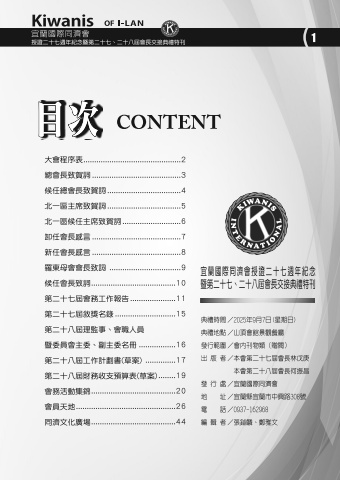 Kiwanis OF I-LAN
宜蘭國際同濟會
授證二十七週年紀念暨第二十七、二十八屆會長交接典禮特刊
1
目次 CONTENT
大會程序表 2
總會長致賀詞 3
候任總會長致賀詞 4
北一區主席致賀詞 5
北一區候任主席致賀詞 6
卸任會長感言 7
新任會長感言 8
羅東母會會長致詞 9
候任會長致詞 10
第二十七屆會務工作報告 11
第二十七屆敘獎名錄 15
第二十八屆理監事、會職人員
暨委員會主委、副主委名冊 16
第二十八屆工作計劃書(草案) 17
第二十八屆財務收支預算表(草案) 19
會務活動集錦 20
會員天地 26
同濟文化廣場 44
KIWANIS
K
INTERNATIONAL
宜蘭國際同濟會授證二十七週年紀念
暨第二十七、二十八屆會長交接典禮特刊
典禮時間／2025年9月7日(星期日)
典禮地點／山頂會館景觀餐廳
發行範圍／會內刊物類（贈閱）
出 版 者／本會第二十七屆會長林戊庚
本會第二十八屆會長何振昌
發 行 處／宜蘭國際同濟會
地 址／宜蘭縣宜蘭市中興路308號
電 話／0937-162968
編 輯 者／張鎔麟、鄭雅文